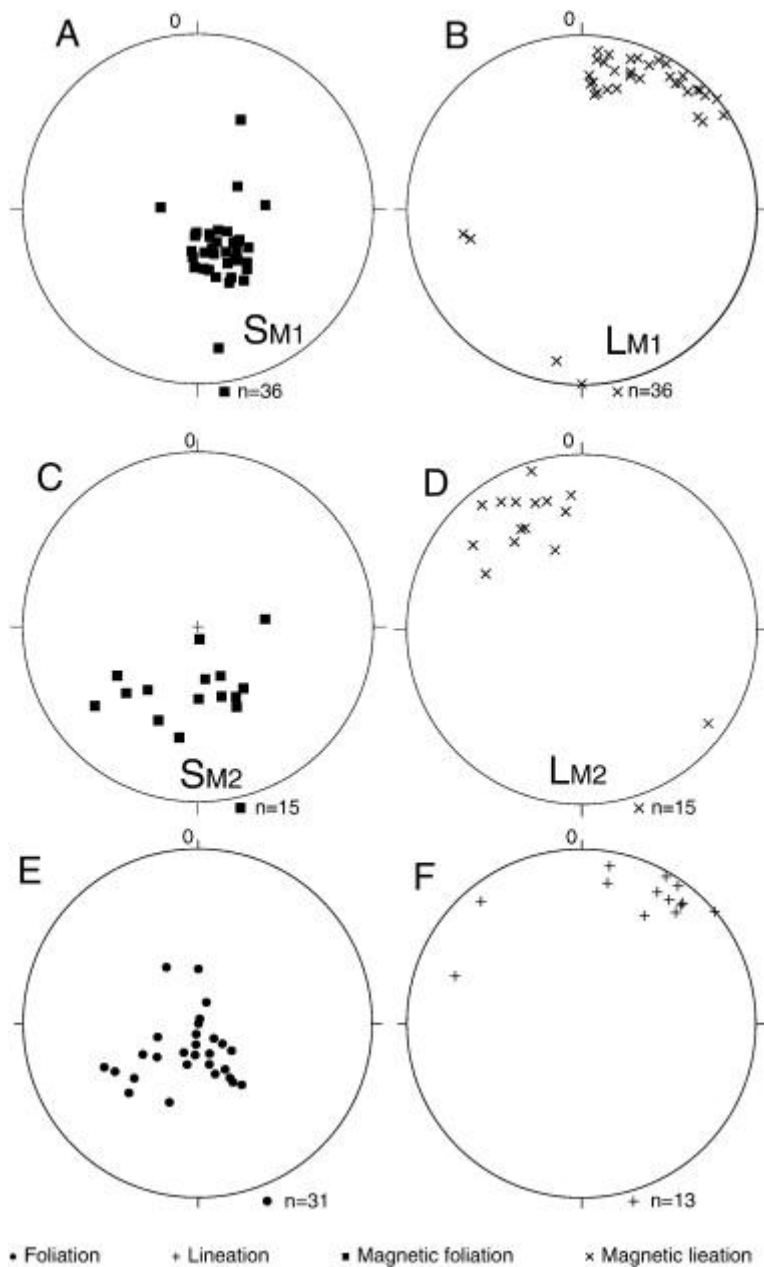 A
0
SM1
n=36
B
0
LM1
n=36
C
0
SM2
n=15
D
0
LM2
n=15
E
0
n=31
F
0
n=13
Foliation
Lineation
Magnetic foliation
Magnetic lieation